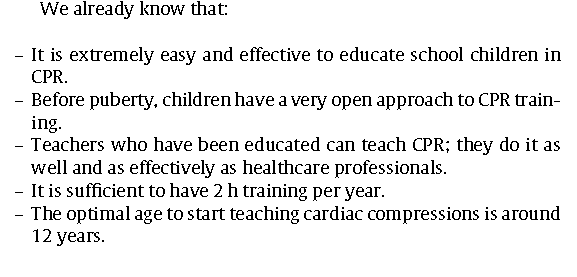 We already know that:
– It is extremely easy and effective to educate school children in
CPR.
– Before puberty, children have a very open approach to CPR train-
ing.
– Teachers who have been educated can teach CPR; they do it as
well and as effectively as healthcare professionals.
– It is sufficient to have 2 h training per year.
– The optimal age to start teaching cardiac compressions is around
12 years.